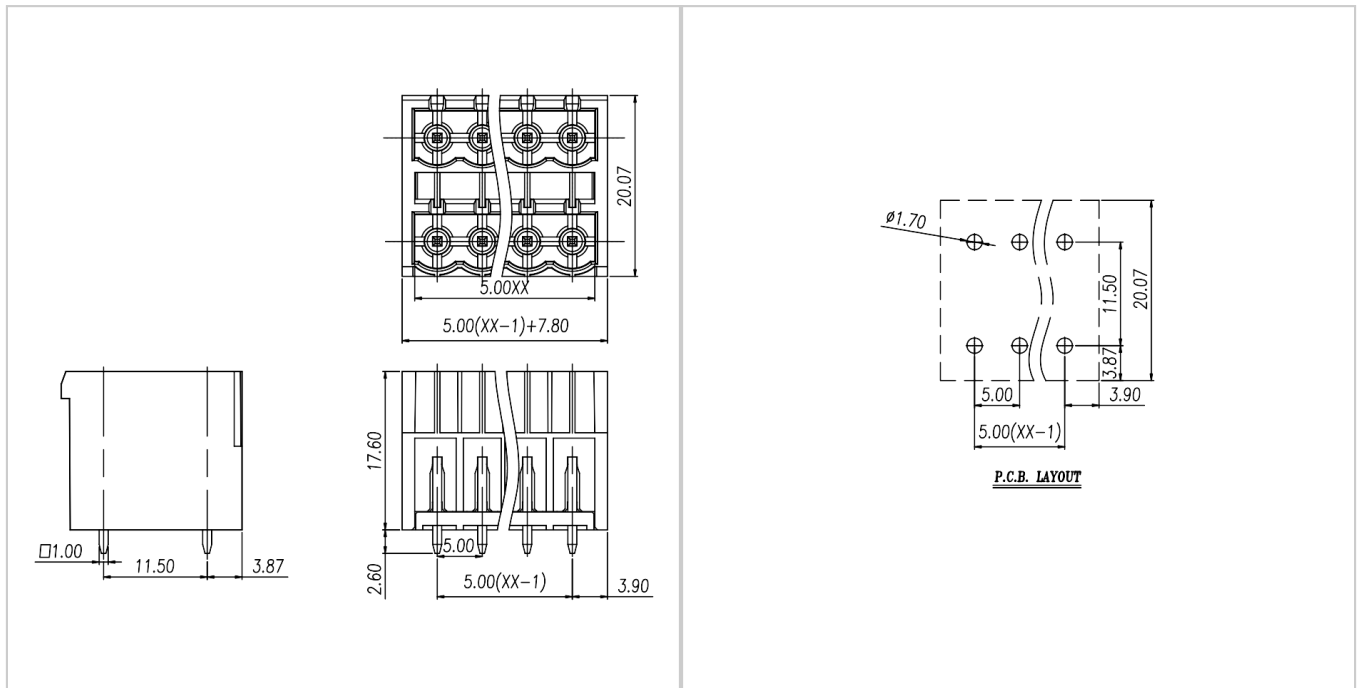 20.07
5.00XX
5.00(XX-1)+7.80
17.60
5.00
2.60
5.00(XX-1)
3.90
□1.00
11.50
3.87
ø1.70
11.50
20.07
3.87
5.00
3.90
5.00(XX-1)
P.C.B. LAYOUT